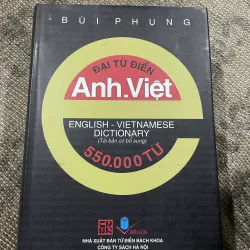 BÙI PHỤNG
ĐẠI TỪ ĐIỂN
Anh.Việt
ENGLISH - VIETNAMESE
DICTIONARY
(Tái bản có bổ sung)
550.000 TỪ
NHÀ XUẤT BẢN TỪ ĐIỂN BÁCH KHOA
CÔNG TY SÁCH HÀ NỘI